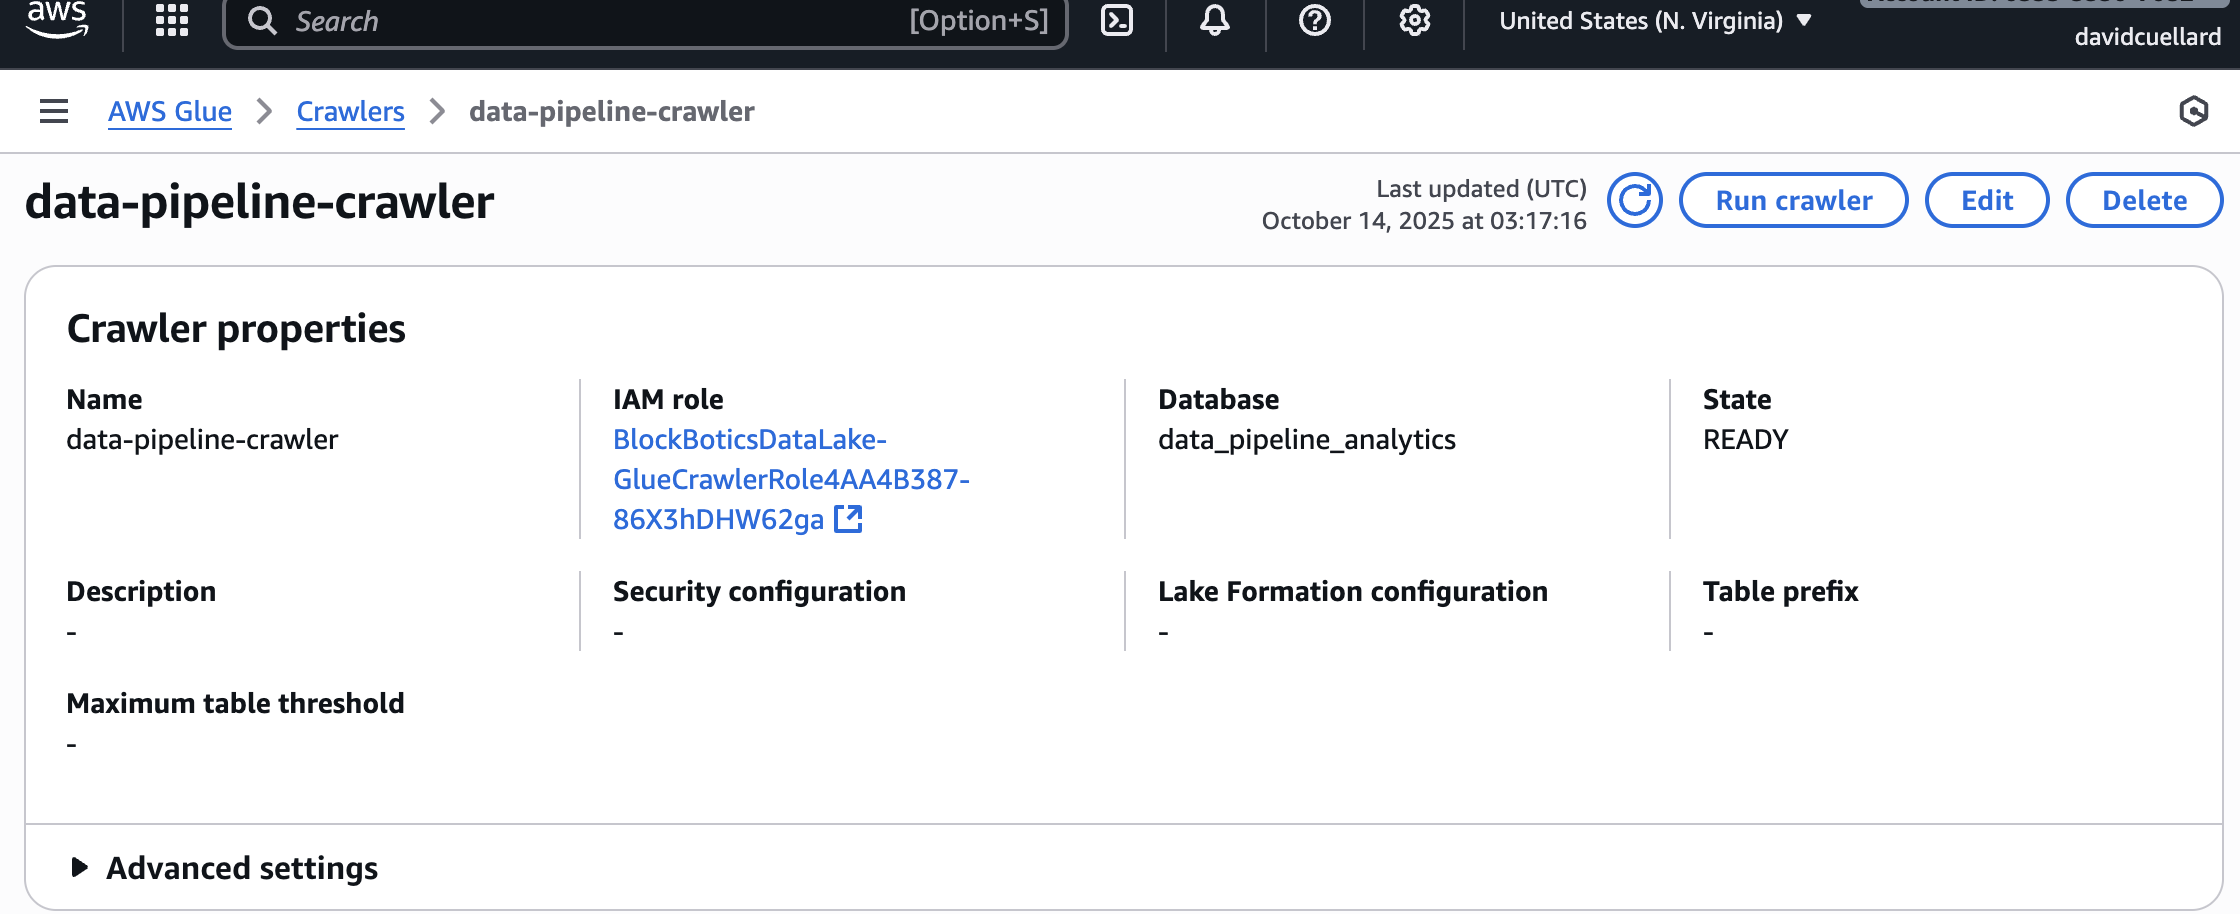 aws
Search [Option+S]
United States (N. Virginia)
davidcuellard
AWS Glue
Crawlers
data-pipeline-crawler
data-pipeline-crawler
Last updated (UTC)
October 14, 2025 at 03:17:16
Run crawler
Edit
Delete
Crawler properties
Name
data-pipeline-crawler
IAM role
BlockBoticsDataLake-
GlueCrawlerRole4AA4B387-
86X3hDHW62ga
Database
data_pipeline_analytics
State
READY
Description
-
Security configuration
-
Lake Formation configuration
-
Table prefix
-
Maximum table threshold
-
Advanced settings